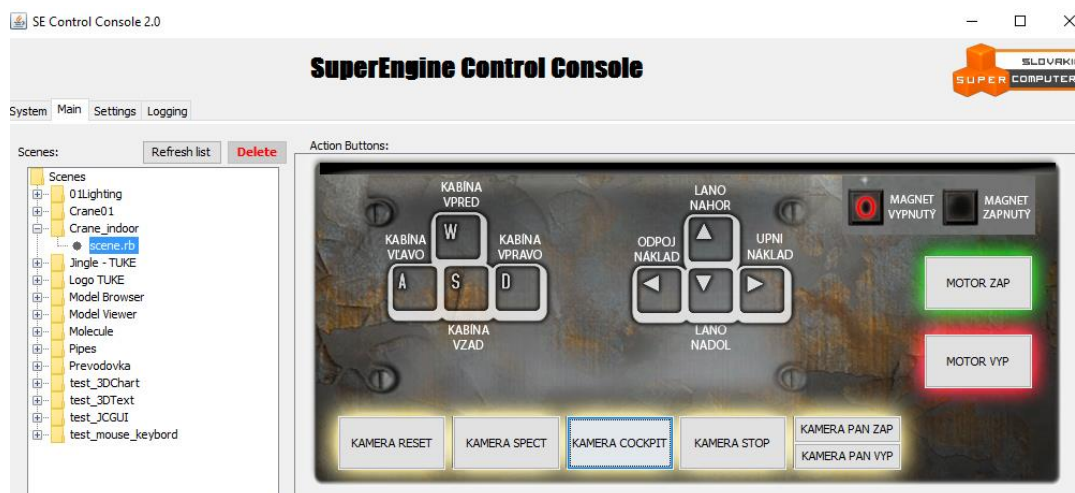 SE Control Console 2.0
SuperEngine Control Console
SLOVAKI
SUPER COMPUTER
System Main Settings Logging
Scenes: Refresh list Delete
Scenes
01Lighting
Crane01
Crane_indoor
scene.rb
Jingle - TUKE
Logo TUKE
Model Browser
Model Viewer
Molecule
Pipes
Prevodovka
test_3DChart
test_3DText
test_JCGUI
test_mouse_keybord
Action Buttons:
KABÍNA
VPRED
KABÍNA
VĽAVO
W
KABÍNA
VPRAVO
A S D
KABÍNA
VZAD
LANO
NAHOR
ODPOJ
NÁKLAD
UPNI
NÁKLAD
LANO
NADOL
MAGNET
VYPNUTÝ
MAGNET
ZAPNUTÝ
MOTOR ZAP
MOTOR VYP
KAMERA RESET
KAMERA SPECT
KAMERA COCKPIT
KAMERA STOP
KAMERA PAN ZAP
KAMERA PAN VYP